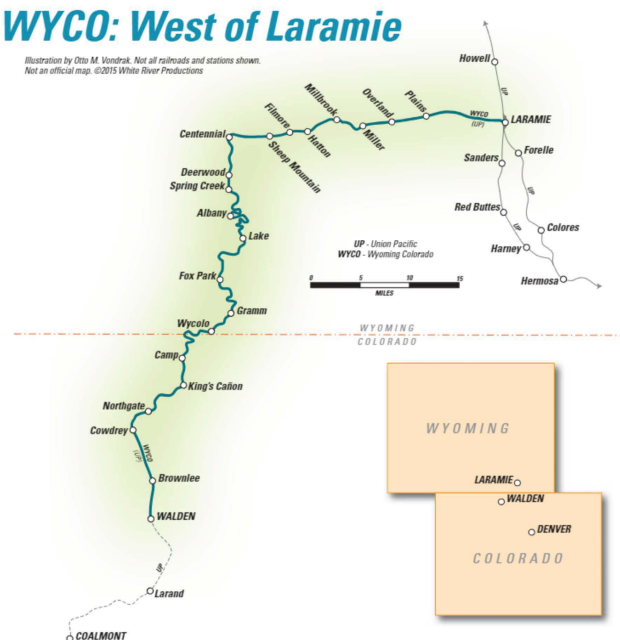 WYCO: West of Laramie
Illustration by Otto M. Vondrak. Not all railroads and stations shown.
Not an official map. ©2015 White River Productions
Howell
UP
Millbrook
Overland
Plains
Filmore
WYCO
(UP)
LARAMIE
Centennial
Hatton
Miller
Sheep Mountain
Forelle
Sanders
Deerwood
Spring Creek
UP
Albany
Red Buttes
Lake
UP
Colores
UP - Union Pacific
WYCO - Wyoming Colorado
Harney
Fox Park
0 5 10 15
MILES
Hermosa
Gramm
Wycolo
WYOMING
COLORADO
Camp
King's Cañon
Northgate
Cowdrey
WYCO
(UP)
WYOMING
Brownlee
LARAMIE
WALDEN
WALDEN
DENVER
COLORADO
UP
Larand
COALMONT